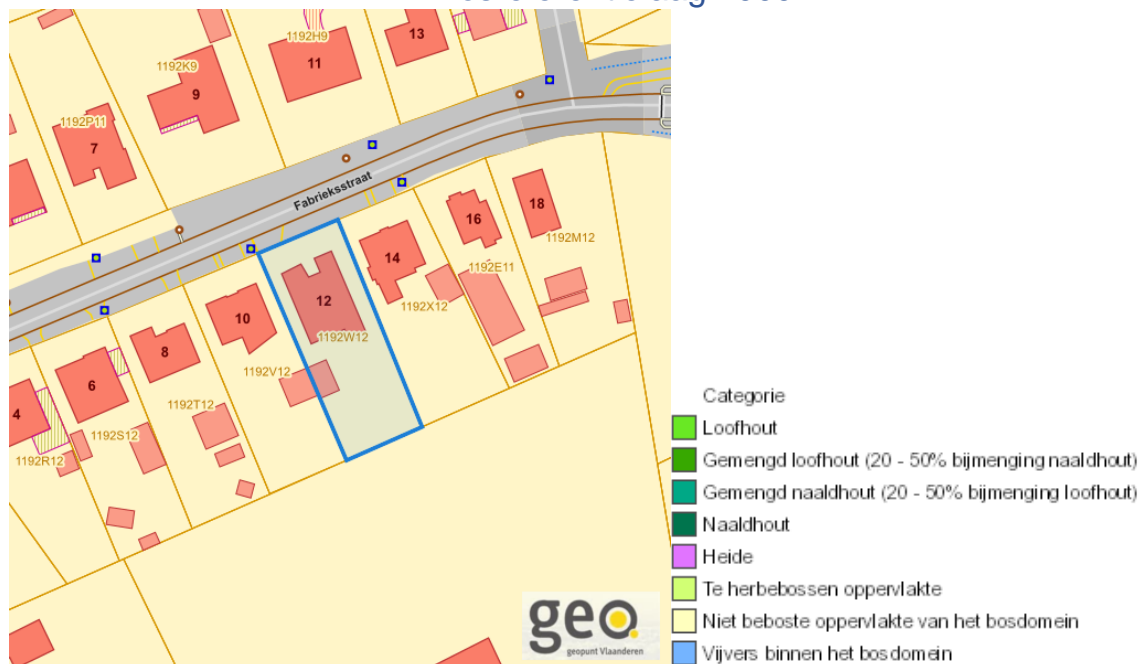 1192H9
13
11
1192K9
9
1192P11
7
Fabrieksstraat
16
18
14
1192M12
1192E11
12
1192X12
10
1192W12
8
1192V12
6
1192T12
4
1192S12
1192R12
geo.
geopunt Vlaanderen
Categorie
Loofhout
Gemengd loofhout (20 - 50% bijmenging naaldhout)
Gemengd naaldhout (20 - 50% bijmenging loofhout)
Naaldhout
Heide
Te herbebossen oppervlakte
Niet beboste oppervlakte van het bosdomein
Vijvers binnen het bosdomein